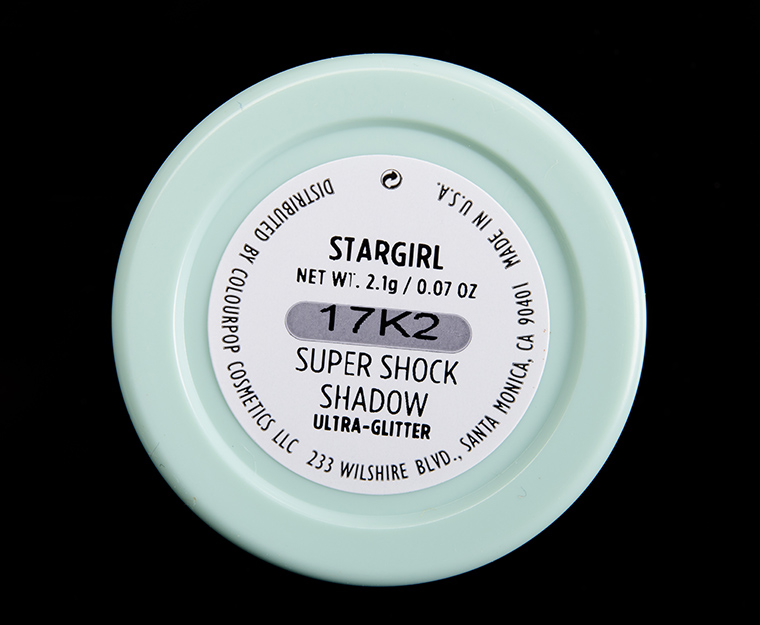 STARGIRL
NET WT. 2.1g / 0.07 OZ
17K2
SUPER SHOCK
SHADOW
ULTRA-GLITTER
DISTRIBUTED BY COLOURPOP COSMETICS LLC 233 WILSHIRE BLVD., SANTA MONICA, CA 90401 MADE IN U.S.A.